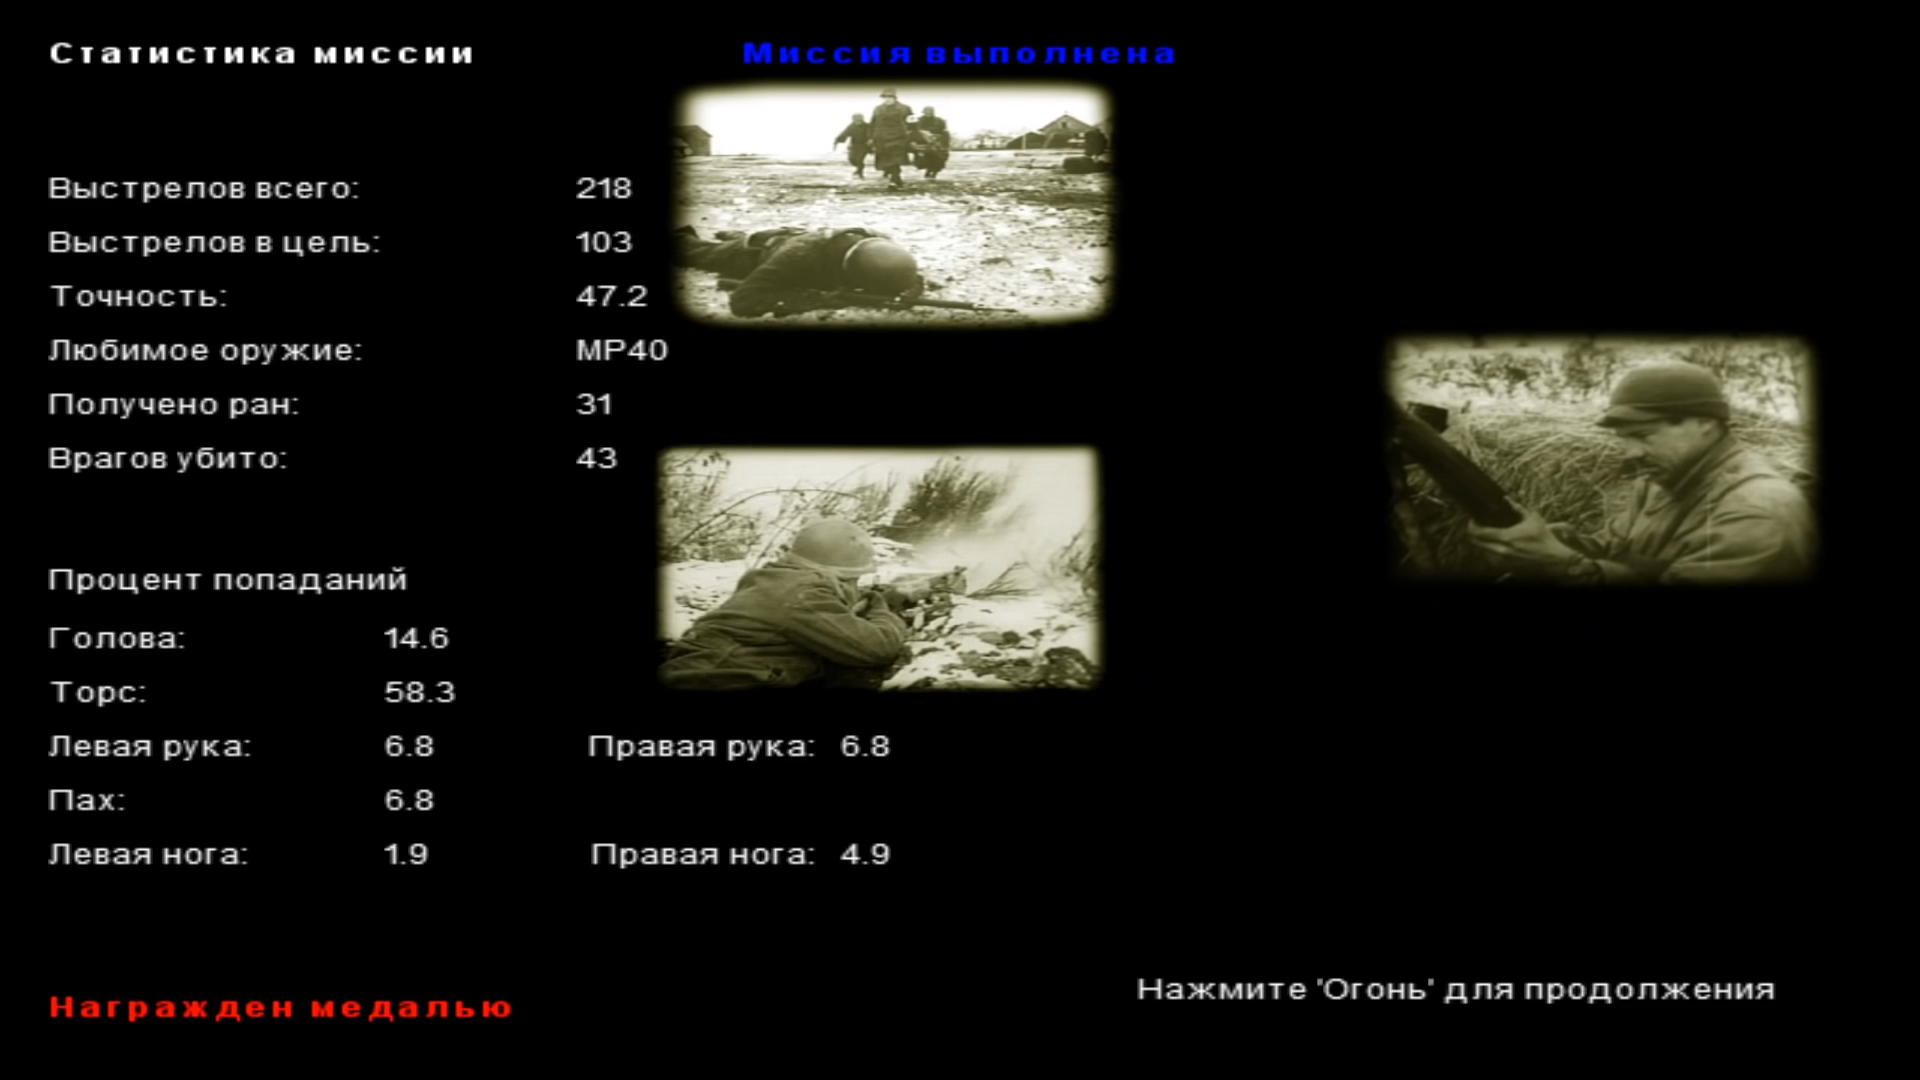 Статистика миссии Миссия выполнена
Выстрелов всего: 218
Выстрелов в цель: 103
Точность: 47.2
Любимое оружие: MP40
Получено ран: 31
Врагов убито: 43
Процент попаданий
Голова: 14.6
Торс: 58.3
Левая рука: 6.8 Правая рука: 6.8
Пах: 6.8
Левая нога: 1.9 Правая нога: 4.9
Нажмите 'Огонь' для продолжения
Награжден медалью